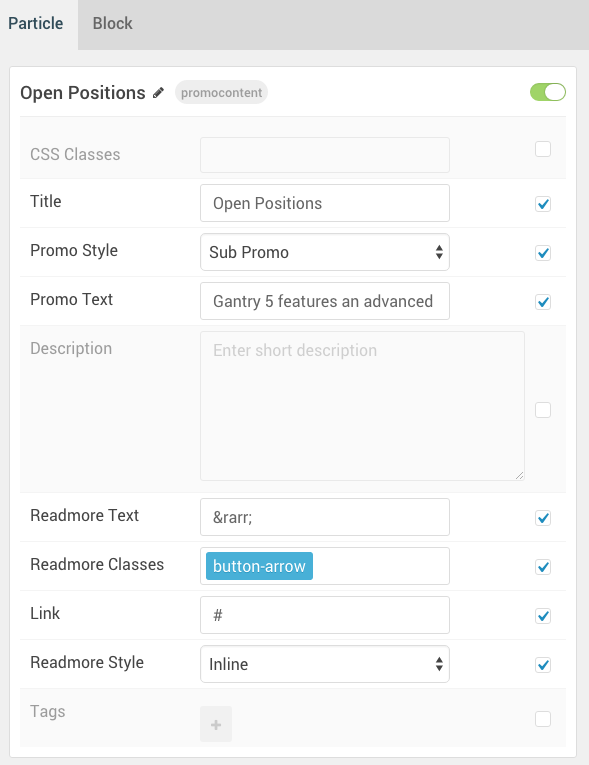 Particle Block
Open Positions promocontent
CSS Classes
Title Open Positions
Promo Style Sub Promo
Promo Text Gantry 5 features an advanced
Description Enter short description
Readmore Text &rarr;
Readmore Classes button-arrow
Link #
Readmore Style Inline
Tags +